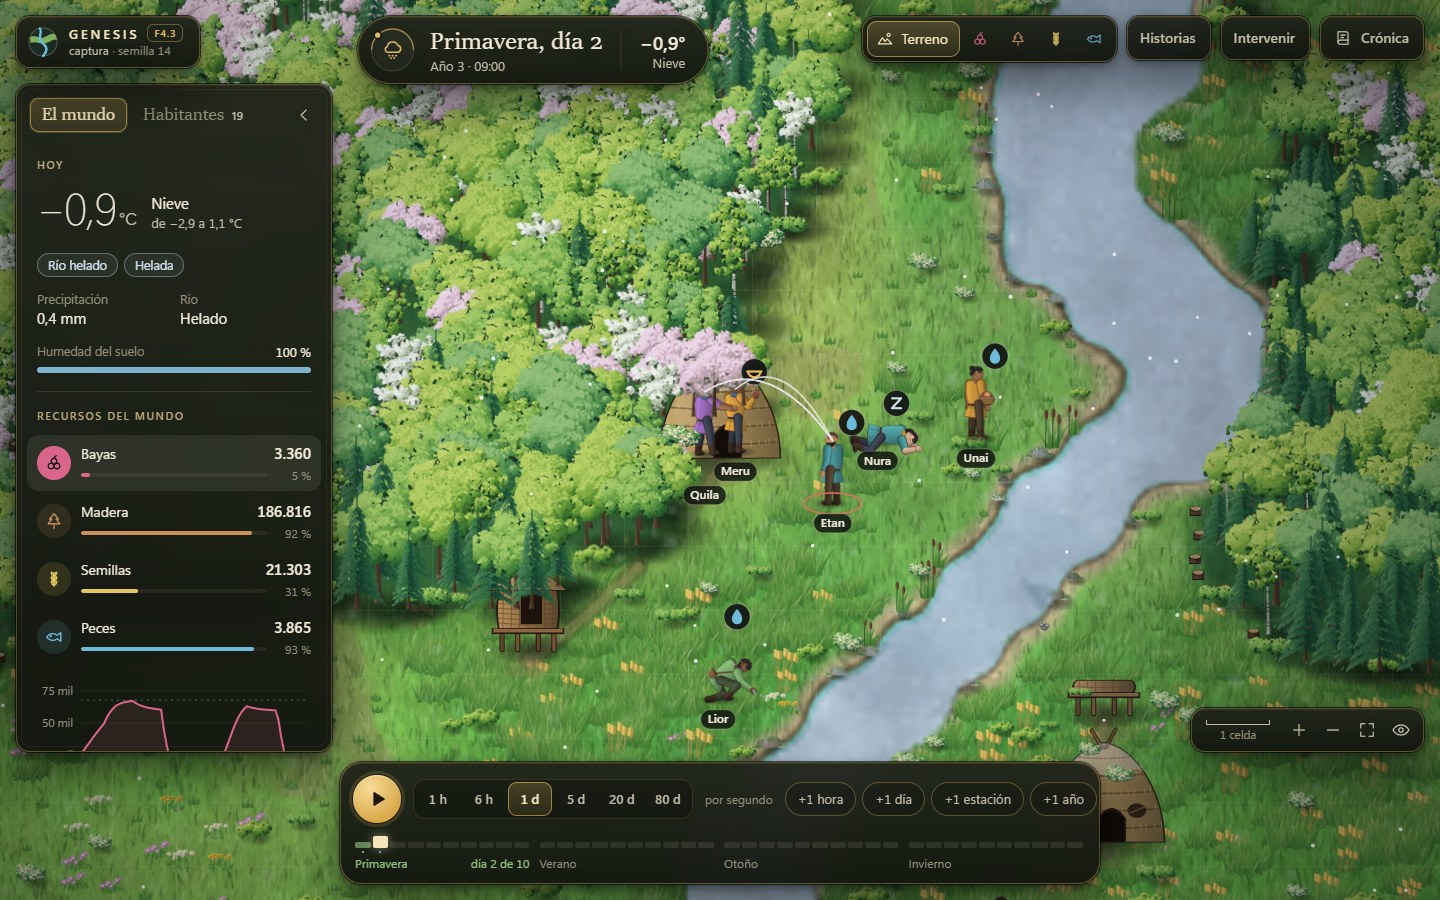 GENESIS F4.3
captura · semilla 14
Primavera, día 2
Año 3 · 09:00
−0,9°
Nieve
Terreno
Historias
Intervenir
Crónica
El mundo
Habitantes 19
HOY
−0,9 °C
Nieve
de −2,9 a 1,1 °C
Río helado
Helada
Precipitación
0,4 mm
Río
Helado
Humedad del suelo 100 %
RECURSOS DEL MUNDO
Bayas 3.360
5 %
Madera 186.816
92 %
Semillas 21.303
31 %
Peces 3.865
93 %
75 mil
50 mil
Z
Meru
Quila
Etan
Nura
Unai
Lior
1 celda
1 h
6 h
1 d
5 d
20 d
80 d
por segundo
+1 hora
+1 día
+1 estación
+1 año
Primavera
día 2 de 10
Verano
Otoño
Invierno